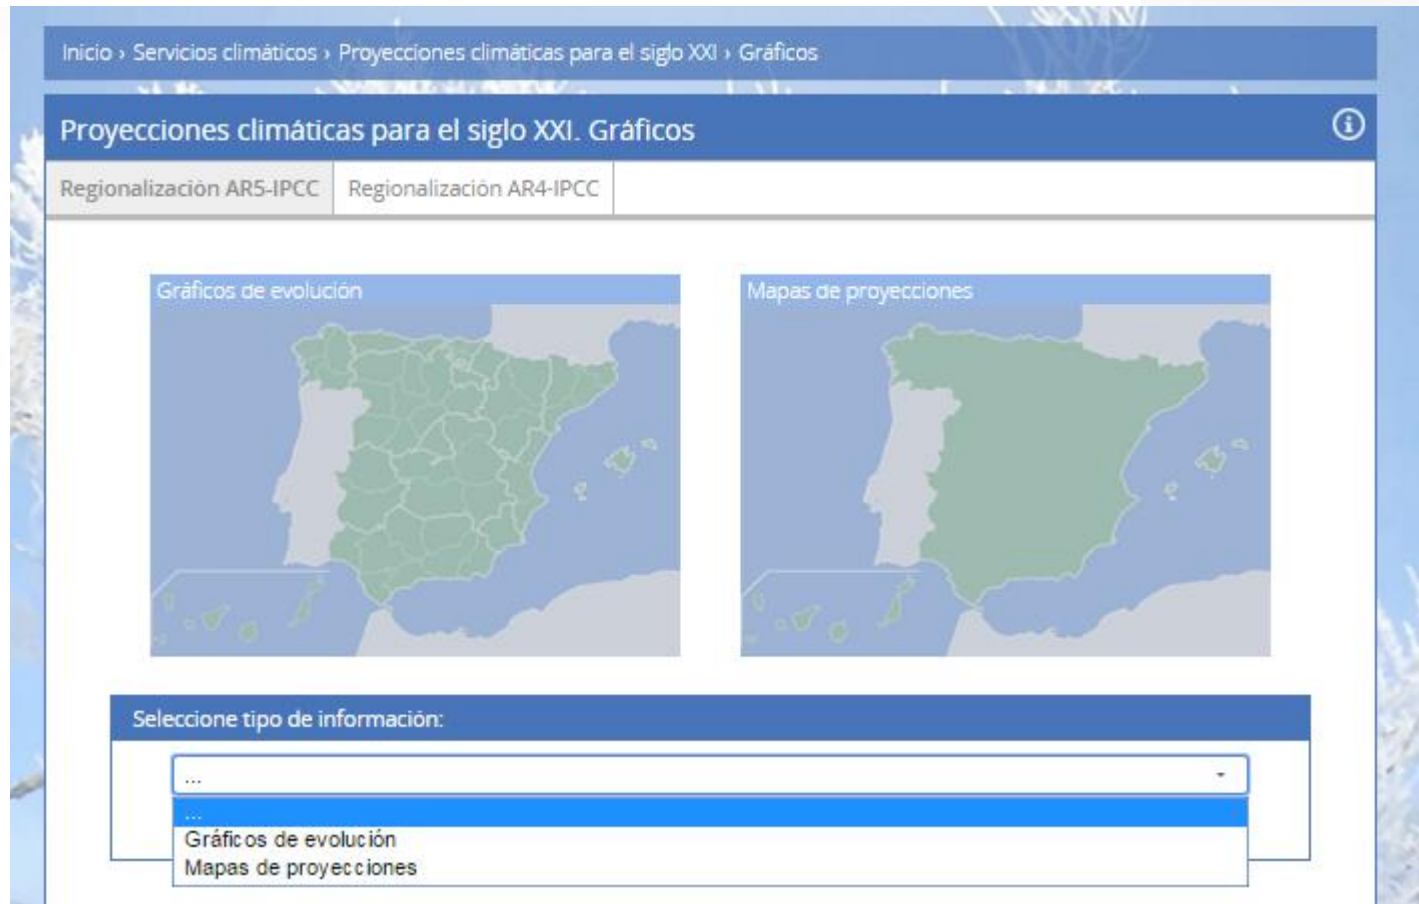 Inicio › Servicios climáticos › Proyecciones climáticas para el siglo XXI › Gráficos
Proyecciones climáticas para el siglo XXI. Gráficos
Regionalización AR5-IPCC Regionalización AR4-IPCC
Gráficos de evolución Mapas de proyecciones
Seleccione tipo de información:
...
...
Gráficos de evolución
Mapas de proyecciones